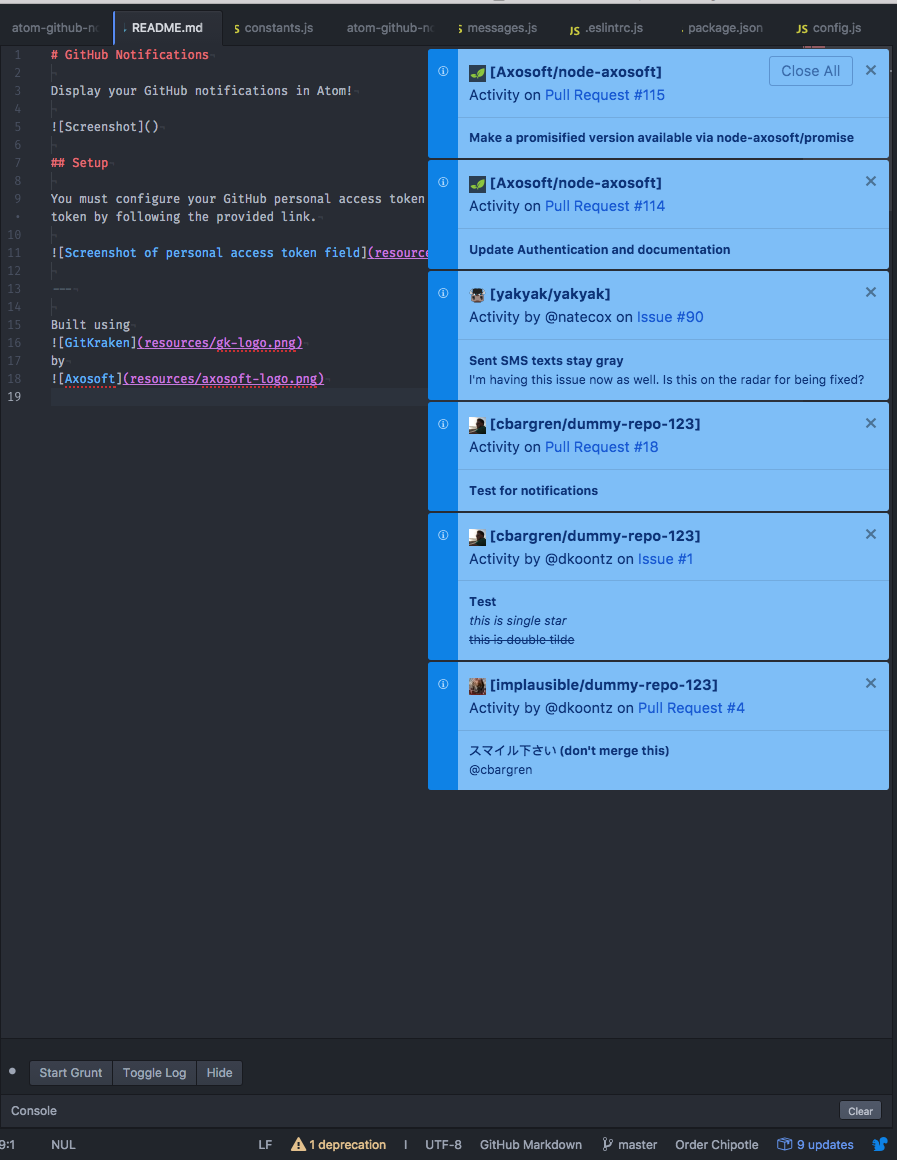 atom-github-no
README.md
constants.js
atom-github-no
messages.js
.eslintrc.js
package.json
JS config.js
1 # GitHub Notifications
2
3 Display your GitHub notifications in Atom!
4
5 ![Screenshot]()
6
7 ## Setup
8
9 You must configure your GitHub personal access token
• token by following the provided link.
10
11 ![Screenshot of personal access token field](resourc
12
13 ---
14
15 Built using
16 ![GitKraken](resources/gk-logo.png)
17 by
18 ![Axosoft](resources/axosoft-logo.png)
19
[Axosoft/node-axosoft]
Close All
Activity on Pull Request #115
Make a promisified version available via node-axosoft/promise
[Axosoft/node-axosoft]
Activity on Pull Request #114
Update Authentication and documentation
[yakyak/yakyak]
Activity by @natecox on Issue #90
Sent SMS texts stay gray
I'm having this issue now as well. Is this on the radar for being fixed?
[cbargren/dummy-repo-123]
Activity on Pull Request #18
Test for notifications
[cbargren/dummy-repo-123]
Activity by @dkoontz on Issue #1
Test
this is single star
this is double tilde
[implausible/dummy-repo-123]
Activity by @dkoontz on Pull Request #4
スマイル下さい (don't merge this)
@cbargren
Start Grunt Toggle Log Hide
Console
Clear
9:1 NUL LF 1 deprecation I UTF-8 GitHub Markdown master Order Chipotle 9 updates